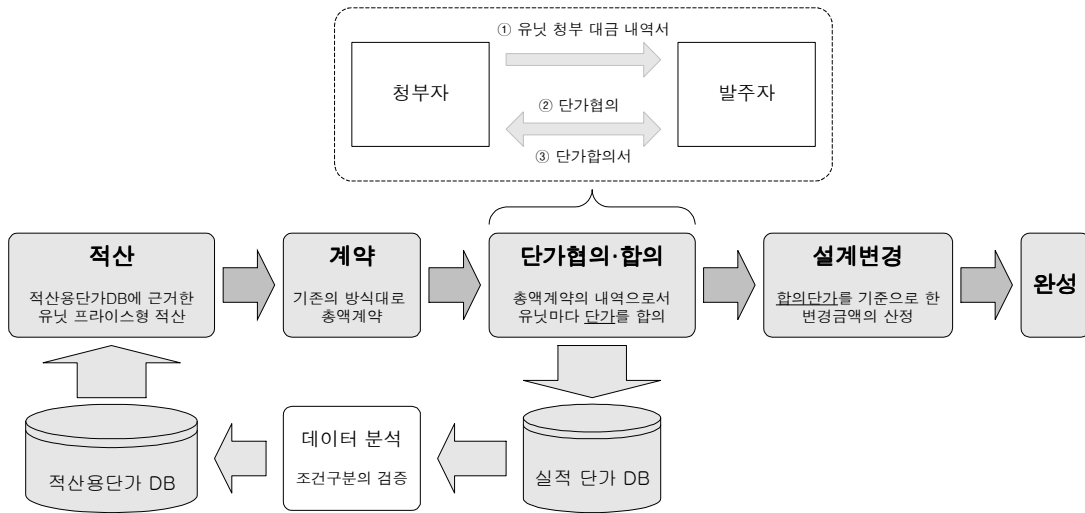 ① 유닛 청부 대금 내역서
청부자
발주자
② 단가협의
③ 단가합의서
적산
적산용단가DB에 근거한
유닛 프라이스형 적산
계약
기존의 방식대로
총액계약
단가협의·합의
총액계약의 내역으로서
유닛마다 단가를 합의
설계변경
합의단가를 기준으로 한
변경금액의 산정
완성
적산용단가 DB
데이터 분석
조건구분의 검증
실적 단가 DB